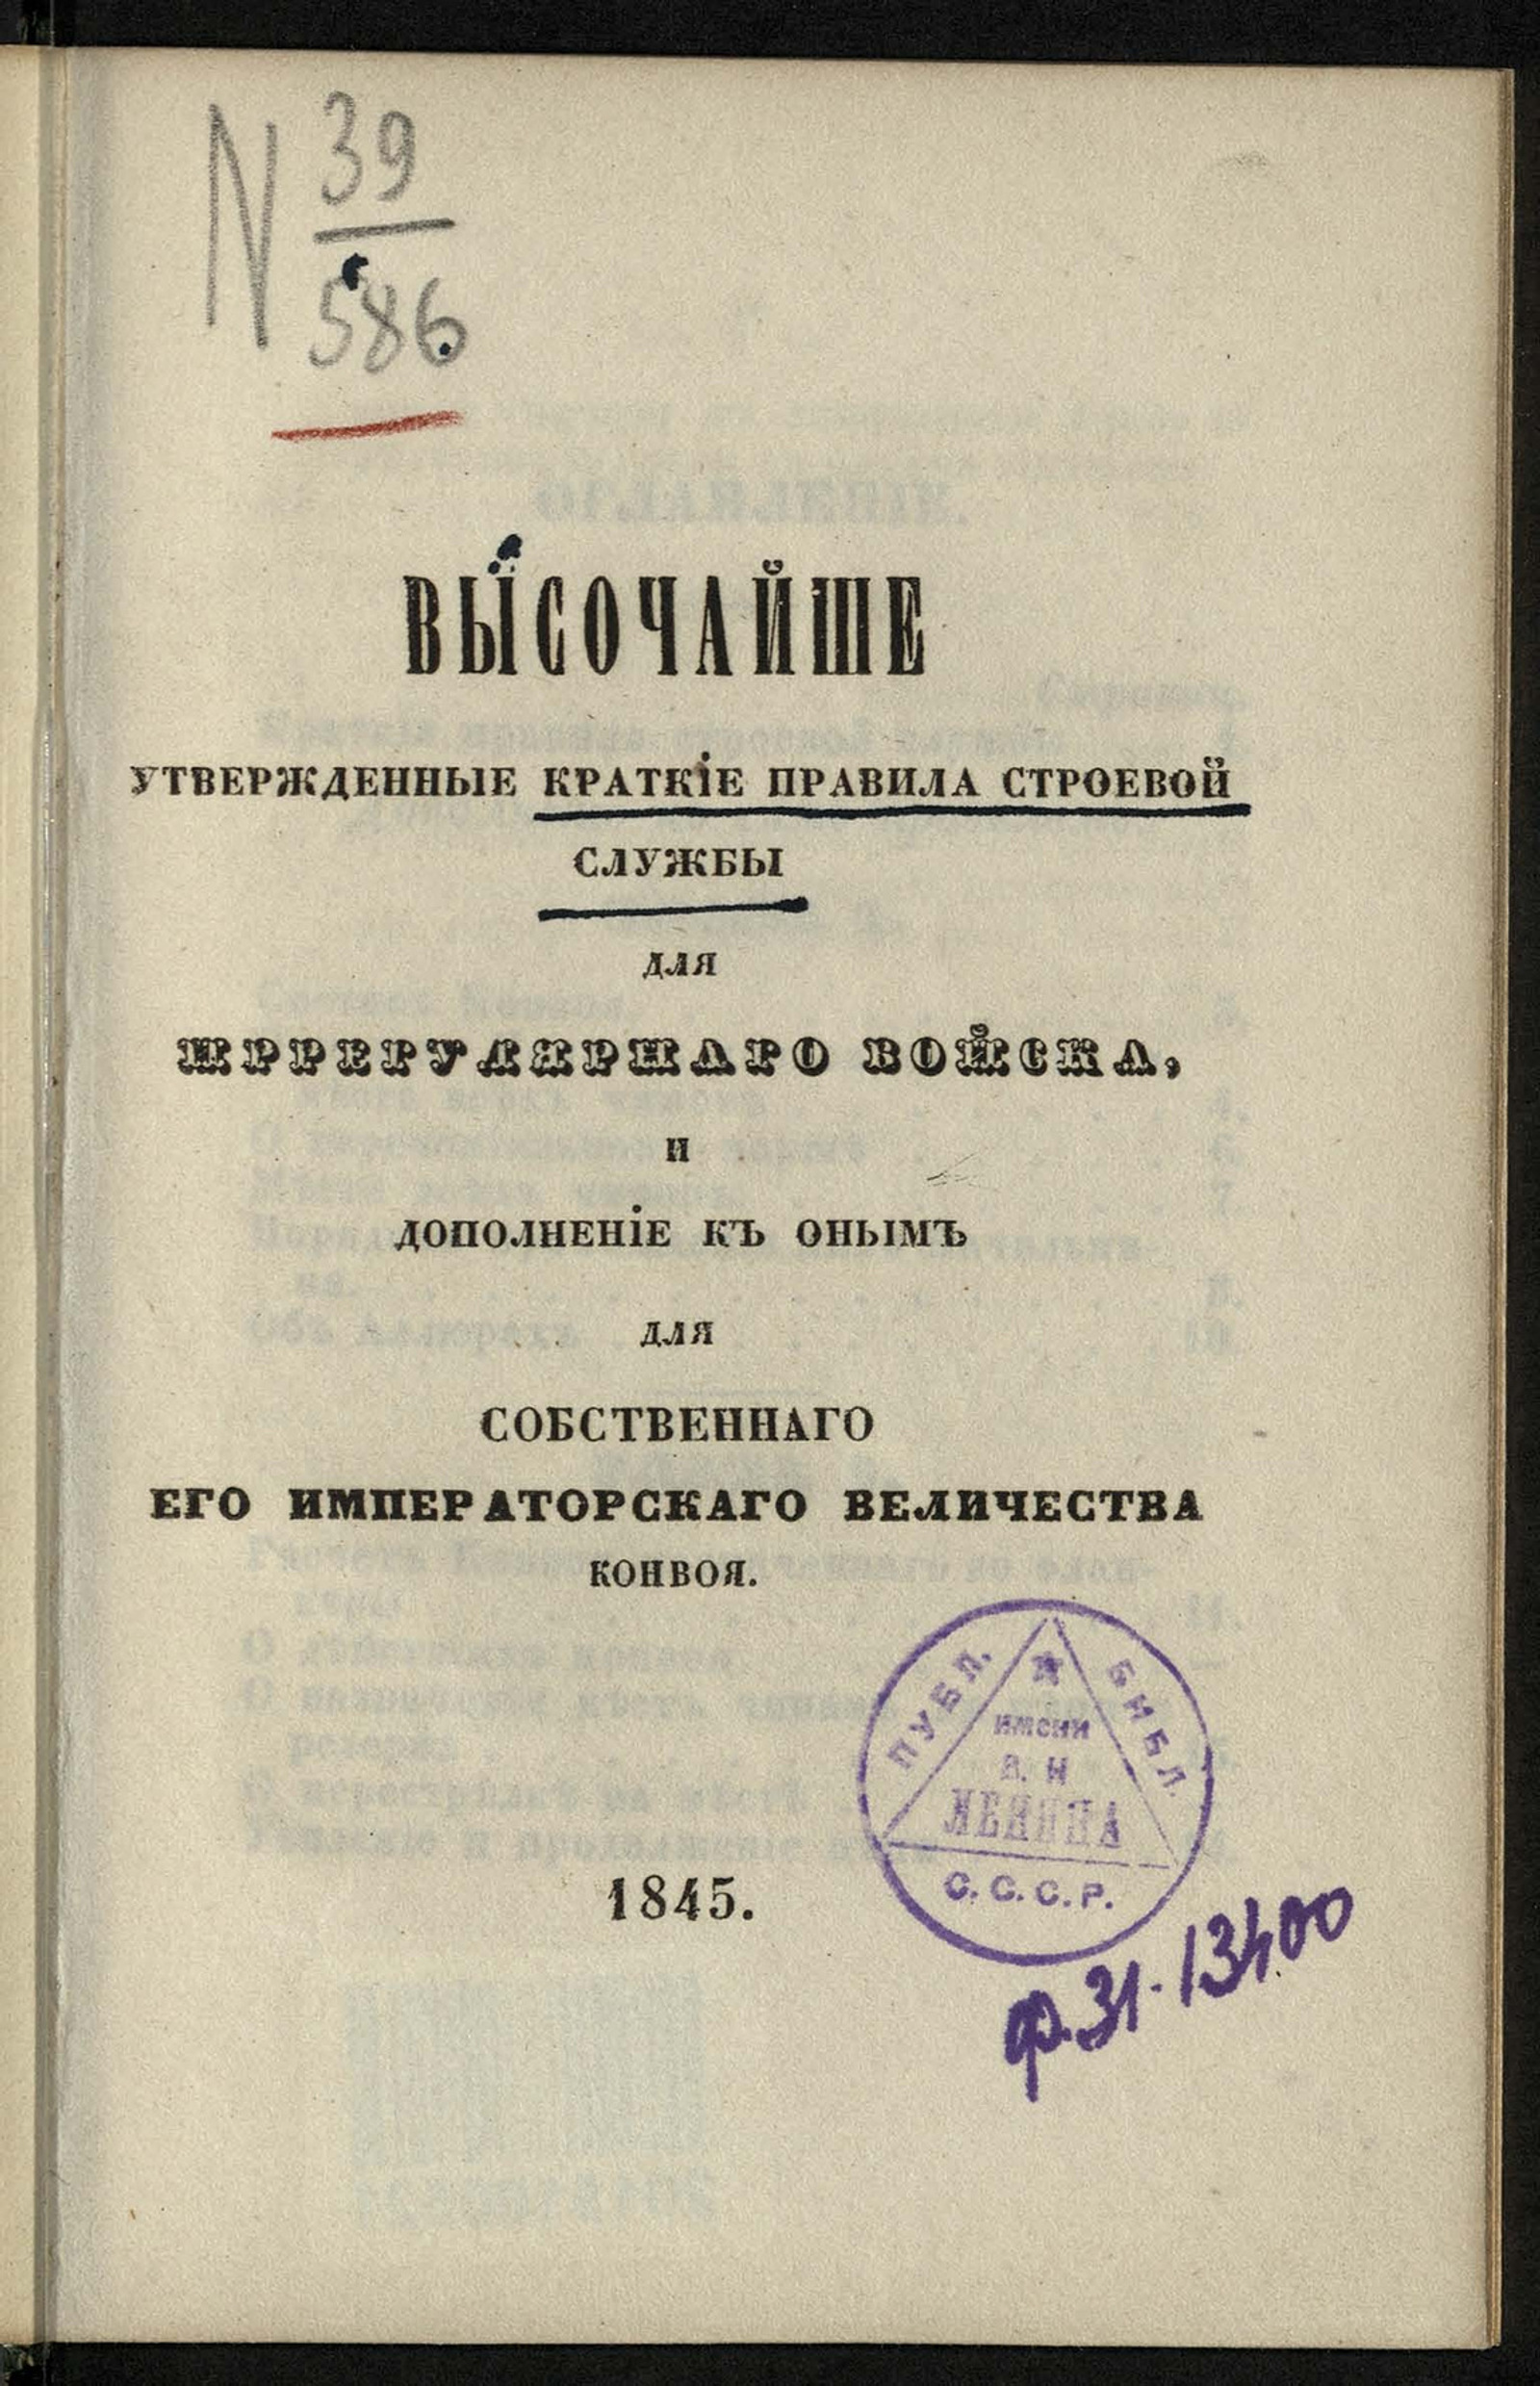 N 39
586
ВЫСОЧАЙШЕ
УТВЕРЖДЕННЫЕ КРАТКІЕ ПРАВИЛА СТРОЕВОЙ
СЛУЖБЫ
ДЛЯ
ИРРЕГУЛЯРНАГО ВОЙСКА,
И
ДОПОЛНЕНІЕ КЪ ОНЫМЪ
ДЛЯ
СОБСТВЕННАГО
ЕГО ИМПЕРАТОРСКАГО ВЕЛИЧЕСТВА
КОНВОЯ.
ПУБЛ. БИБЛ.
имени
В. И
ЛЕНИНА
С. С. С. Р.
1845.
ф. 31-13400